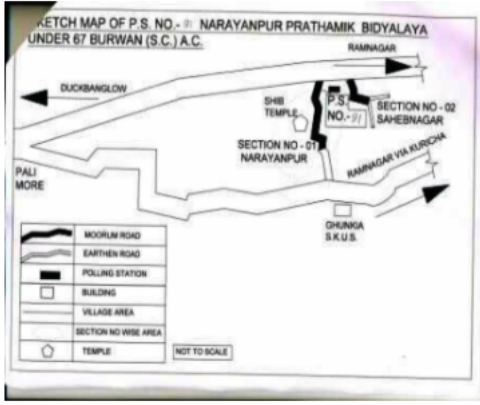 SKETCH MAP OF P.S. NO.- 91 NARAYANPUR PRATHAMIK BIDYALAYA
UNDER 67 BURWAN (S.C.) A.C.
RAMNAGAR
DUCKBANGLOW
SHIB
TEMPLE
P.S.
NO.-91
SECTION NO - 02
SAHEBNAGAR
SECTION NO - 01
NARAYANPUR
RAMNAGAR VIA KURICHA
PALI
MORE
GHUNKIA
S.K.U.S.
MOORUM ROAD
EARTHEN ROAD
POLLING STATION
BUILDING
VILLAGE AREA
SECTION NO WISE AREA
TEMPLE
NOT TO SCALE